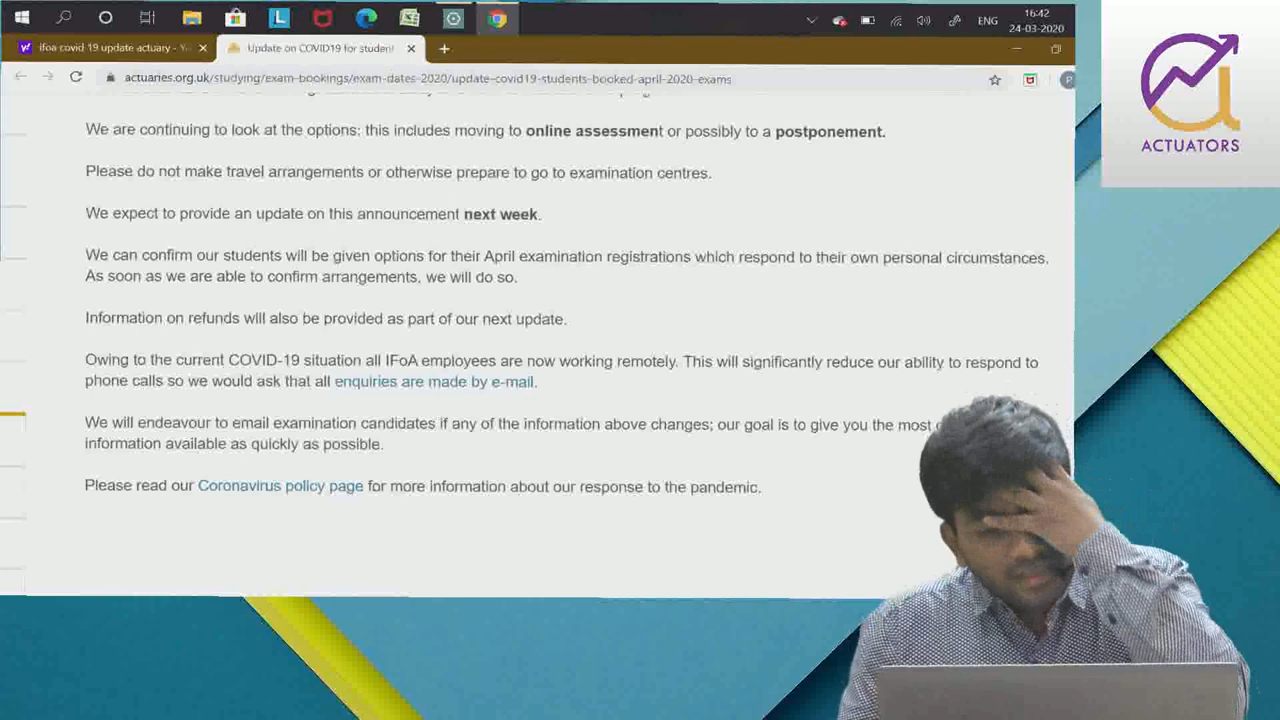 16:42
ENG
24-03-2020
ifoa covid 19 update actuary - Y
Update on COVID19 for student
actuaries.org.uk/studying/exam-bookings/exam-dates-2020/update-covid19-students-booked-april-2020-exams
We are continuing to look at the options; this includes moving to online assessment or possibly to a postponement.
Please do not make travel arrangements or otherwise prepare to go to examination centres.
We expect to provide an update on this announcement next week.
We can confirm our students will be given options for their April examination registrations which respond to their own personal circumstances.
As soon as we are able to confirm arrangements, we will do so.
Information on refunds will also be provided as part of our next update.
Owing to the current COVID-19 situation all IFoA employees are now working remotely. This will significantly reduce our ability to respond to
phone calls so we would ask that all enquiries are made by e-mail.
We will endeavour to email examination candidates if any of the information above changes; our goal is to give you the most
information available as quickly as possible.
Please read our Coronavirus policy page for more information about our response to the pandemic.
ACTUATORS